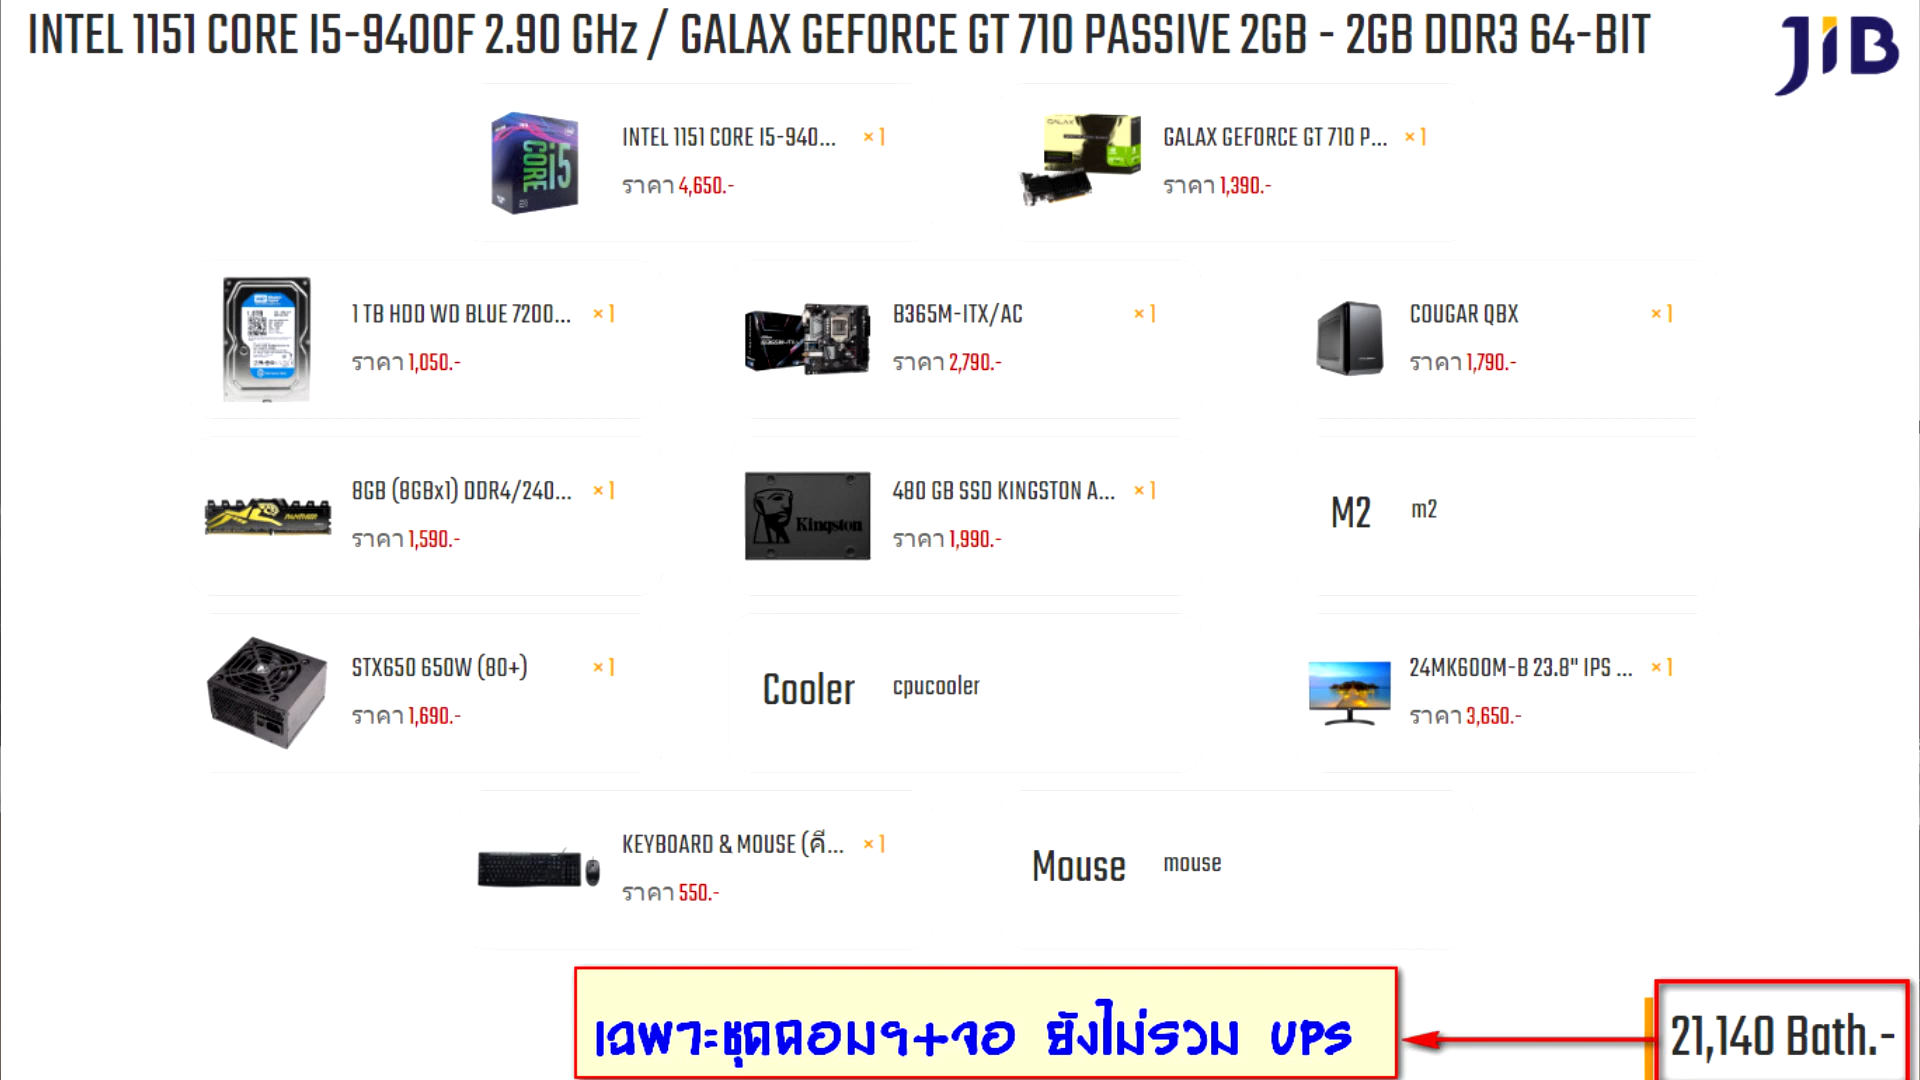 INTEL 1151 CORE I5-9400F 2.90 GHz / GALAX GEFORCE GT 710 PASSIVE 2GB - 2GB DDR3 64-BIT
JIB
INTEL 1151 CORE I5-940... ×1
ราคา 4,650.-
GALAX GEFORCE GT 710 P... ×1
ราคา 1,390.-
1 TB HDD WD BLUE 7200... ×1
ราคา 1,050.-
B365M-ITX/AC ×1
ราคา 2,790.-
COUGAR QBX ×1
ราคา 1,790.-
8GB (8GBx1) DDR4/240... ×1
ราคา 1,590.-
Kingston
480 GB SSD KINGSTON A... ×1
ราคา 1,990.-
M2 m2
STX650 650W (80+) ×1
ราคา 1,690.-
Cooler cpucooler
24MK600M-B 23.8" IPS ... ×1
ราคา 3,650.-
KEYBOARD & MOUSE (คี... ×1
ราคา 550.-
Mouse mouse
เฉพาะชุดคอมฯ+จอ ยังไม่รวม UPS
21,140 Bath.-